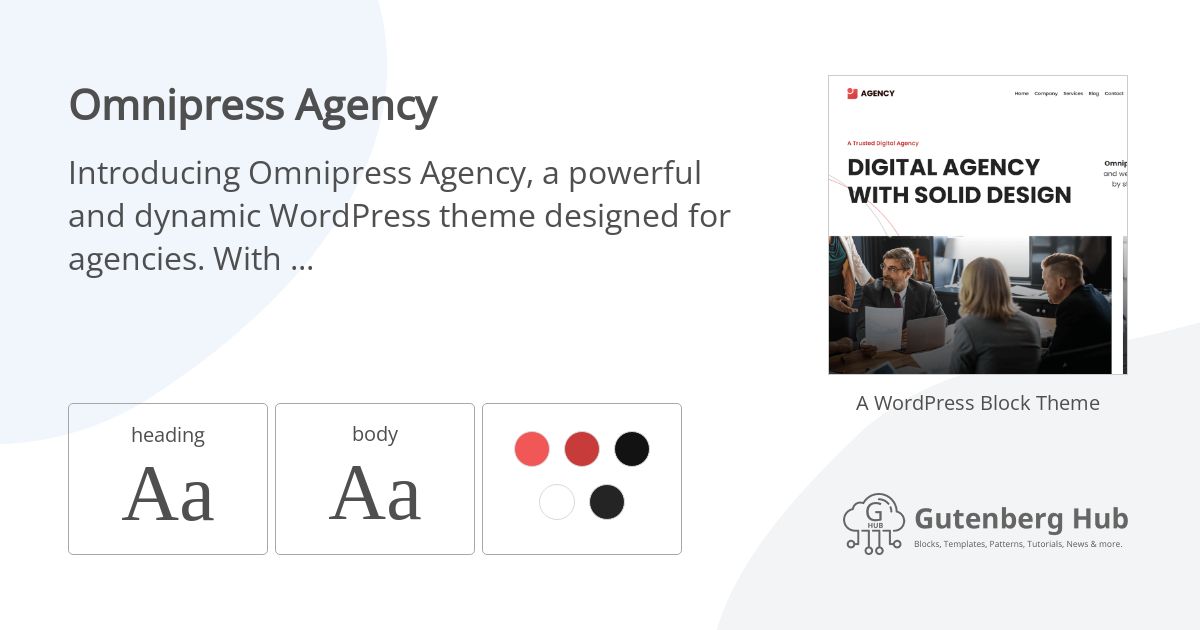 Omnipress Agency
Introducing Omnipress Agency, a powerful
and dynamic WordPress theme designed for
agencies. With ...
heading
Aa
body
Aa
AGENCY
Home Company Services Blog Contact
A Trusted Digital Agency
DIGITAL AGENCY
WITH SOLID DESIGN
Omnip
and we
by st
A WordPress Block Theme
G
HUB
Gutenberg Hub
Blocks, Templates, Patterns, Tutorials, News & more.